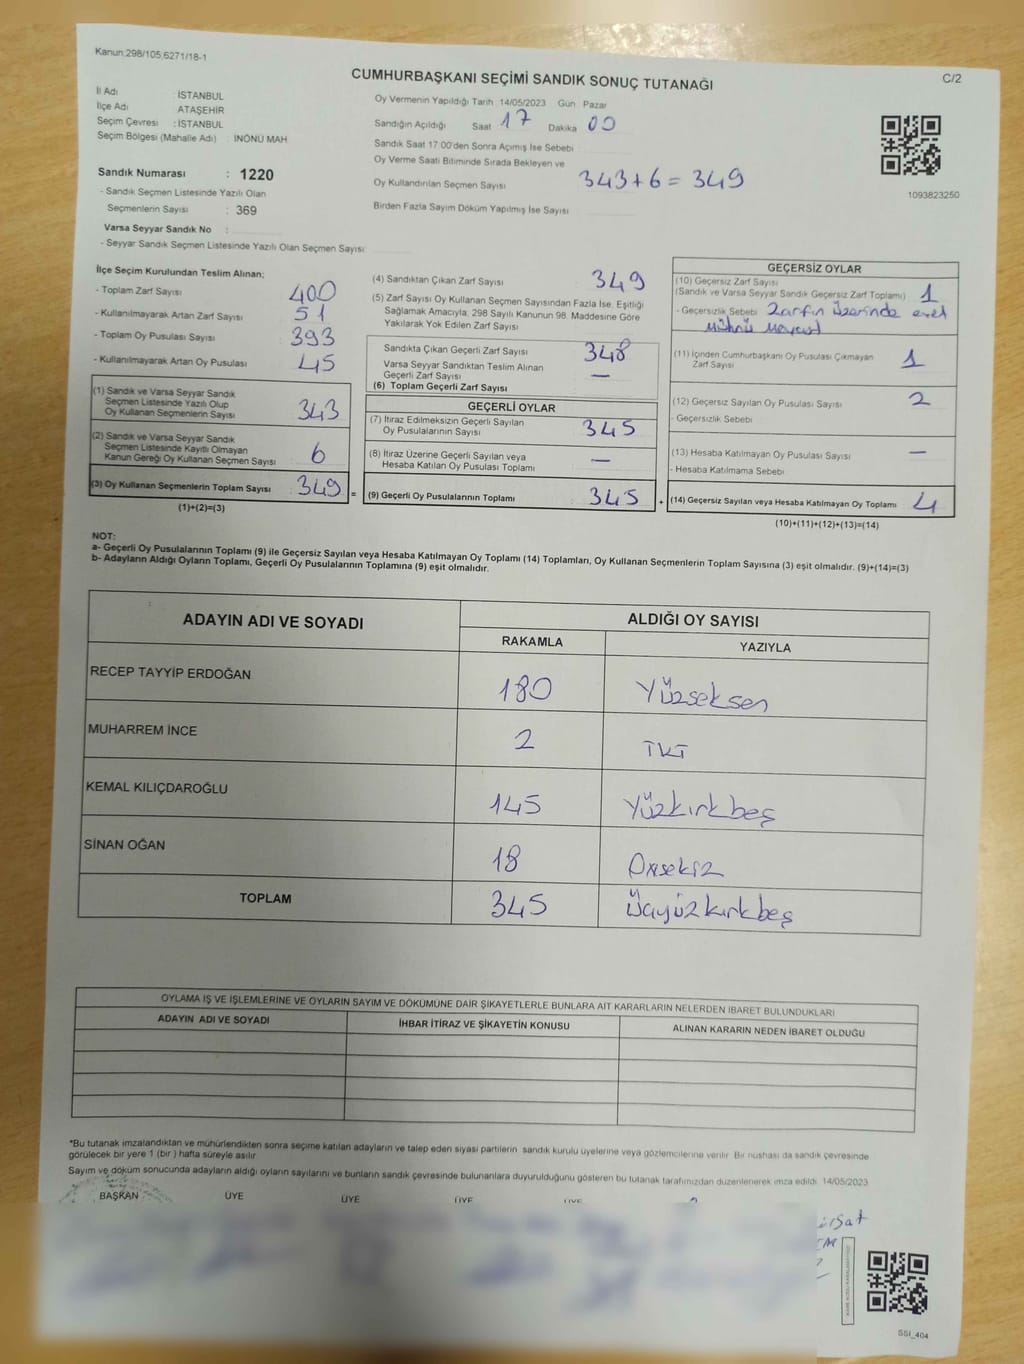 Kanun:298/105;6271/18-1
C/2
CUMHURBAŞKANI SEÇİMİ SANDIK SONUÇ TUTANAĞI
İl Adı : İSTANBUL
İlçe Adı : ATAŞEHİR
Seçim Çevresi : İSTANBUL
Seçim Bölgesi (Mahalle Adı) : İNÖNÜ MAH.
Sandık Numarası : 1220
- Sandık Seçmen Listesinde Yazılı Olan
Seçmenlerin Sayısı : 369
Varsa Seyyar Sandık No :
- Seyyar Sandık Seçmen Listesinde Yazılı Olan Seçmen Sayısı:
Oy Vermenin Yapıldığı Tarih 14/05/2023 Gün Pazar
Sandığın Açıldığı Saat 17 Dakika 00
Sandık Saat 17.00'den Sonra Açımış İse Sebebi
Oy Verme Saati Bitiminde Sırada Bekleyen ve
Oy Kullandırılan Seçmen Sayısı 343+6=349
Birden Fazla Sayım Döküm Yapılmış İse Sayısı
1093823250
İlçe Seçim Kurulundan Teslim Alınan;
- Toplam Zarf Sayısı : 400
- Kullanılmayarak Artan Zarf Sayısı : 51
- Toplam Oy Pusulası Sayısı : 393
- Kullanılmayarak Artan Oy Pusulası : 45
(1) Sandık ve Varsa Seyyar Sandık
Seçmen Listesinde Yazılı Olup
Oy Kullanan Seçmenlerin Sayısı : 343
(2) Sandık ve Varsa Seyyar Sandık
Seçmen Listesinde Kayıtlı Olmayan
Kanun Gereği Oy Kullanan Seçmen Sayısı : 6
(3) Oy Kullanan Seçmenlerin Toplam Sayısı : 349 =
(1)+(2)=(3)
(4) Sandıktan Çıkan Zarf Sayısı 349
(5) Zarf Sayısı Oy Kullanan Seçmen Sayısından Fazla İse, Eşitliği
Sağlamak Amacıyla, 298 Sayılı Kanunun 98. Maddesine Göre
Yakılarak Yok Edilen Zarf Sayısı
Sandıkta Çıkan Geçerli Zarf Sayısı 348
Varsa Seyyar Sandıktan Teslim Alınan
Geçerli Zarf Sayısı —
(6) Toplam Geçerli Zarf Sayısı
GEÇERLİ OYLAR
(7) İtiraz Edilmeksizin Geçerli Sayılan
Oy Pusulalarının Sayısı : 345
(8) İtiraz Üzerine Geçerli Sayılan veya
Hesaba Katılan Oy Pusulası Toplamı : —
(9) Geçerli Oy Pusulalarının Toplamı : 345 +
GEÇERSİZ OYLAR
(10) Geçersiz Zarf Sayısı
(Sandık ve Varsa Seyyar Sandık Geçersiz Zarf Toplamı) : 1
- Geçersizlik Sebebi Zarfın üzerinde evet
mührü mevcut
(11) İçinden Cumhurbaşkanı Oy Pusulası Çıkmayan
Zarf Sayısı : 1
(12) Geçersiz Sayılan Oy Pusulası Sayısı : 2
- Geçersizlik Sebebi
(13) Hesaba Katılmayan Oy Pusulası Sayısı : —
- Hesaba Katılmama Sebebi
(14) Geçersiz Sayılan veya Hesaba Katılmayan Oy Toplamı : 4
(10)+(11)+(12)+(13)=(14)
NOT:
a- Geçerli Oy Pusulalarının Toplamı (9) ile Geçersiz Sayılan veya Hesaba Katılmayan Oy Toplamı (14) Toplamları, Oy Kullanan Seçmenlerin Toplam Sayısına (3) eşit olmalıdır. (9)+(14)=(3)
b- Adayların Aldığı Oyların Toplamı, Geçerli Oy Pusulalarının Toplamına (9) eşit olmalıdır.
ADAYIN ADI VE SOYADI ALDIĞI OY SAYISI
RAKAMLA YAZIYLA
RECEP TAYYİP ERDOĞAN 180 Yüzseksen
MUHARREM İNCE 2 İKİ
KEMAL KILIÇDAROĞLU 145 Yüzkırkbeş
SİNAN OĞAN 18 Onsekiz
TOPLAM 345 Üçyüzkırkbeş
OYLAMA İŞ VE İŞLEMLERİNE VE OYLARIN SAYIM VE DÖKÜMÜNE DAİR ŞİKAYETLERLE BUNLARA AİT KARARLARIN NELERDEN İBARET BULUNDUKLARI
ADAYIN ADI VE SOYADI İHBAR İTİRAZ VE ŞİKAYETİN KONUSU ALINAN KARARIN NEDEN İBARET OLDUĞU
*Bu tutanak imzalandıktan ve mühürlendikten sonra seçime katılan adayların ve talep eden siyasi partilerin sandık kurulu üyelerine veya gözlemcilerine verilir. Bir nüshası da sandık çevresinde
görülecek bir yere 1 (bir ) hafta süreyle asılır.
Sayım ve döküm sonucunda adayların aldığı oyların sayılarını ve bunların sandık çevresinde bulunanlara duyurulduğunu gösteren bu tutanak tarafımızdan düzenlenerek imza edildi. 14/05/2023
BAŞKAN ÜYE ÜYE ÜYE ÜYE
SSI_404